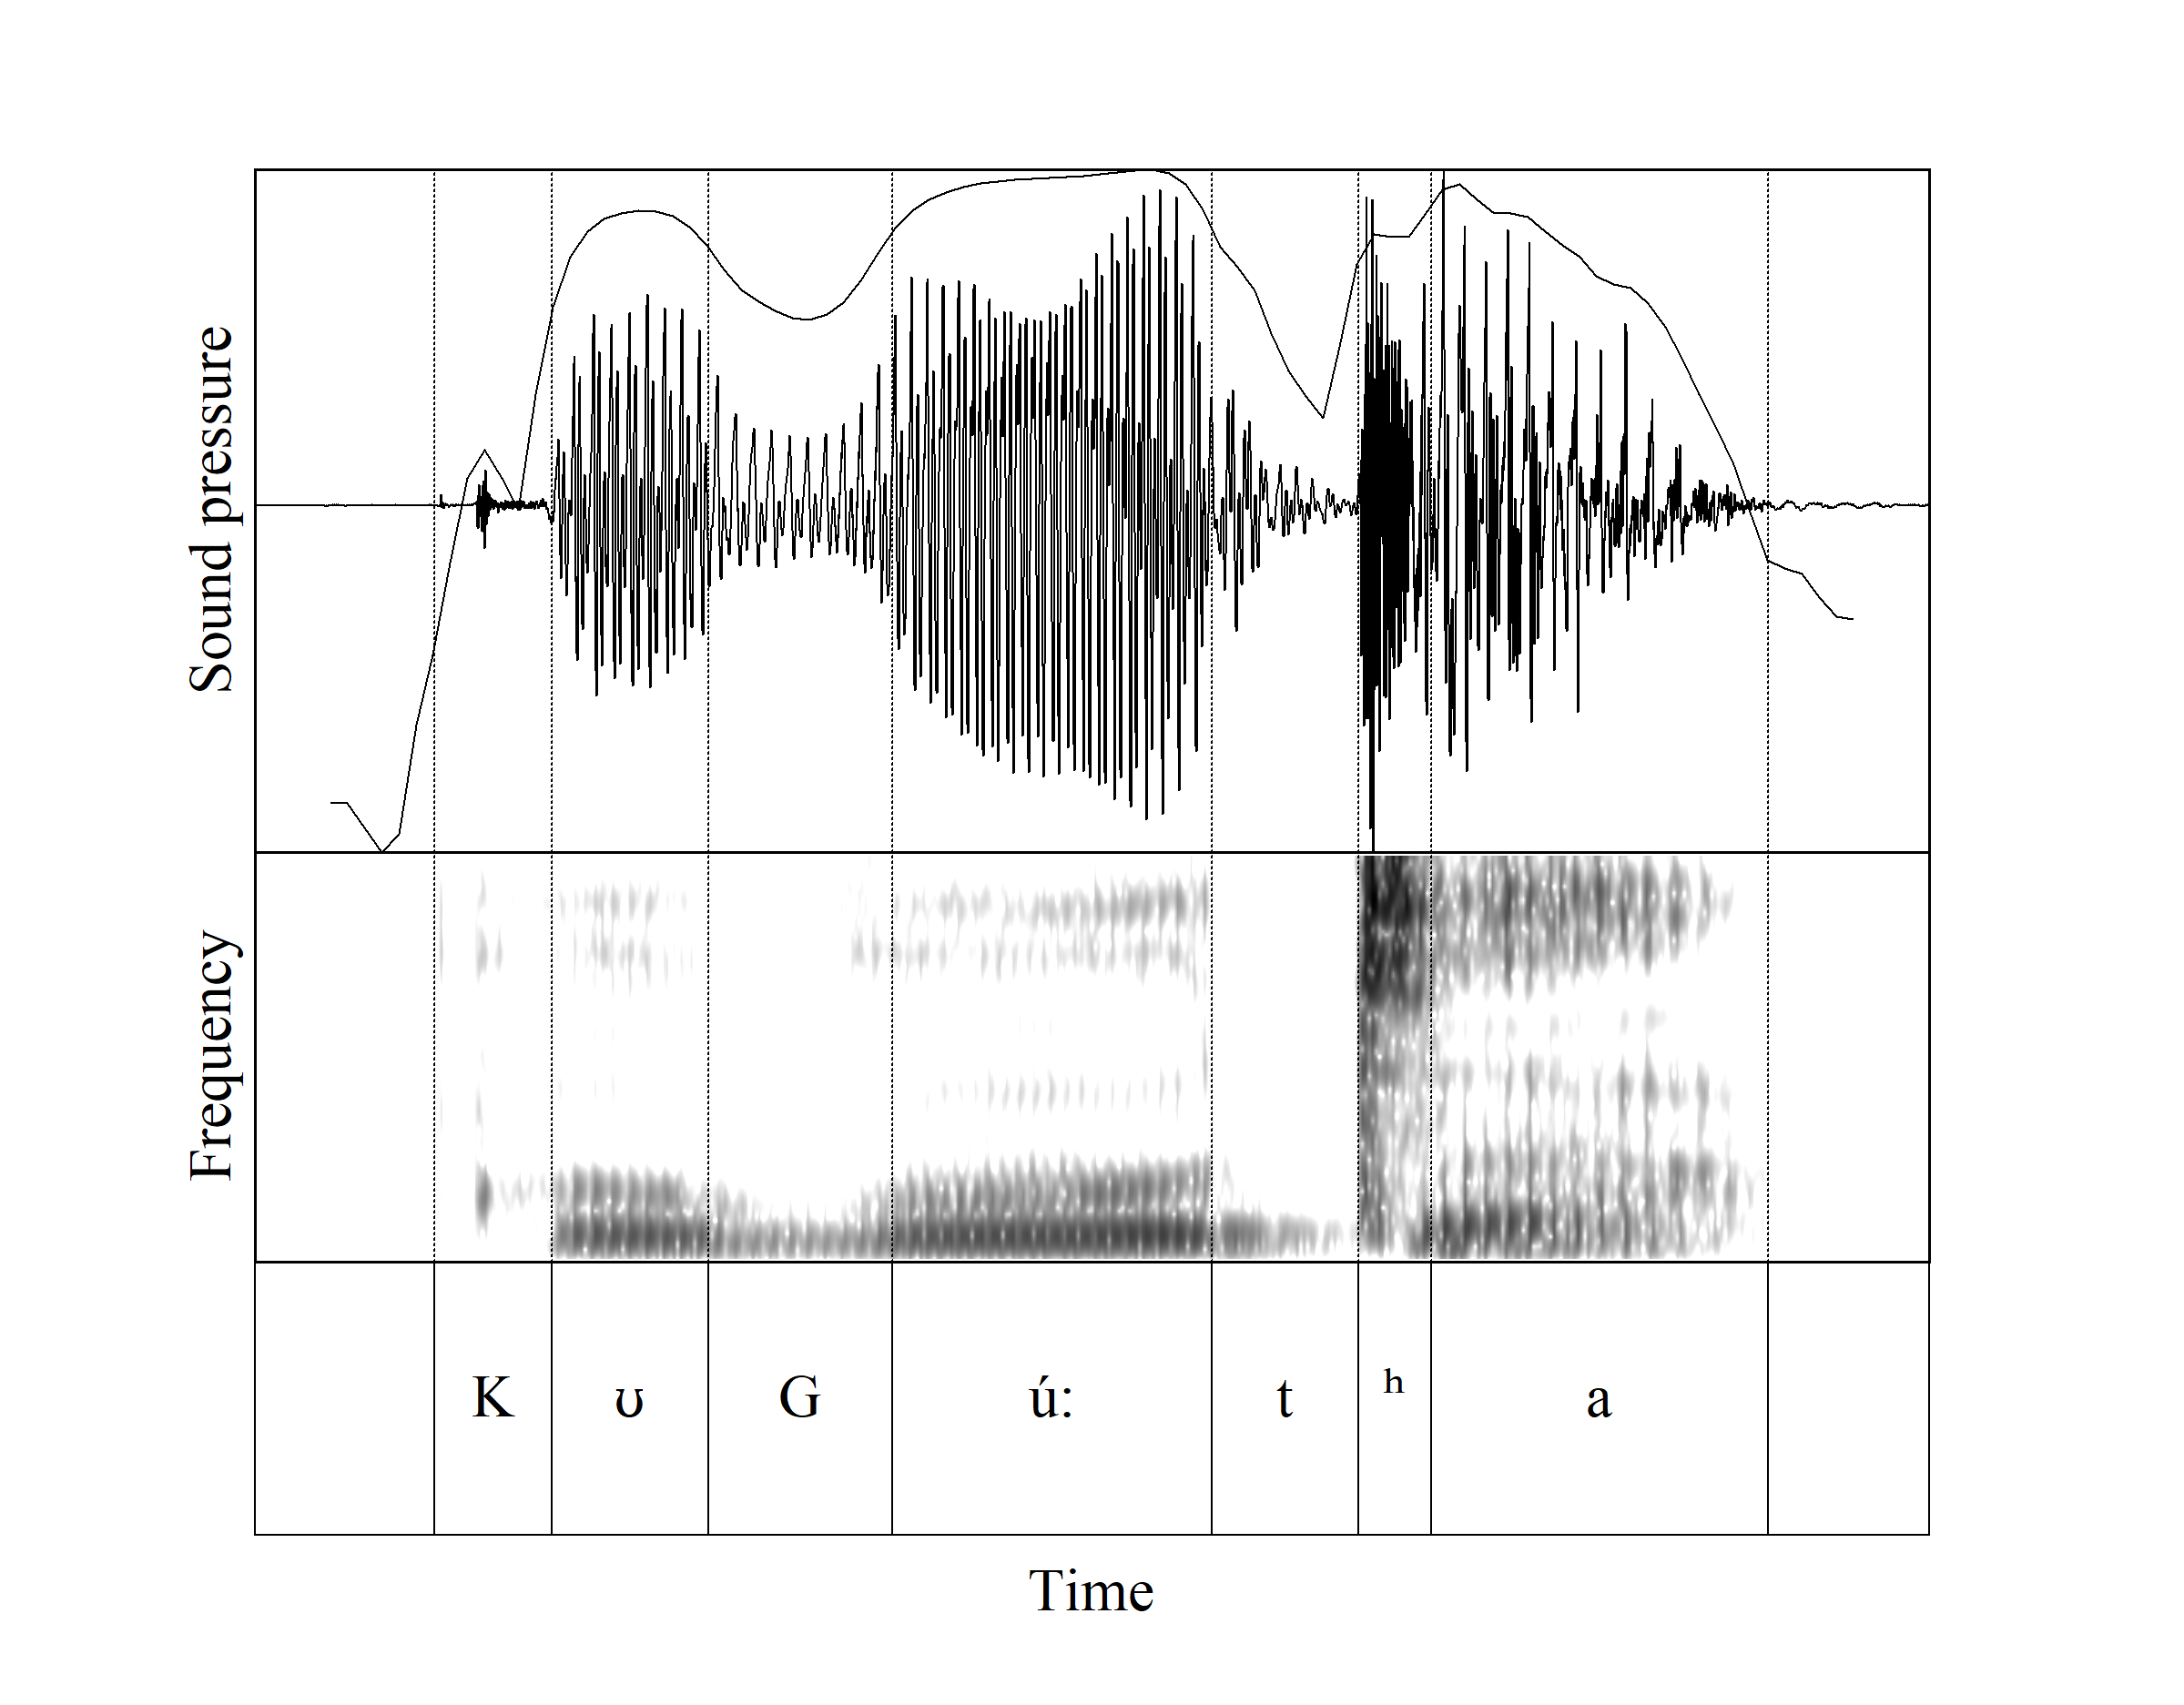 Sound pressure
Frequency
K ʊ G ú: t ʰ a
Time